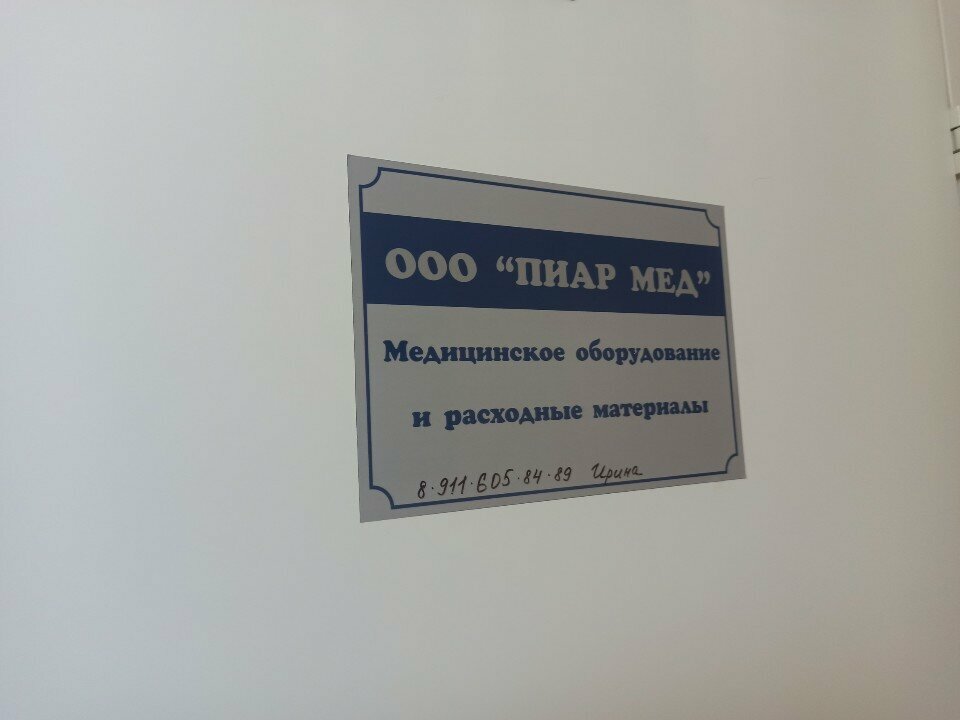 ООО “ПИАР МЕД”
Медицинское оборудование
и расходные материалы
8·911·605·84·89 Ирина